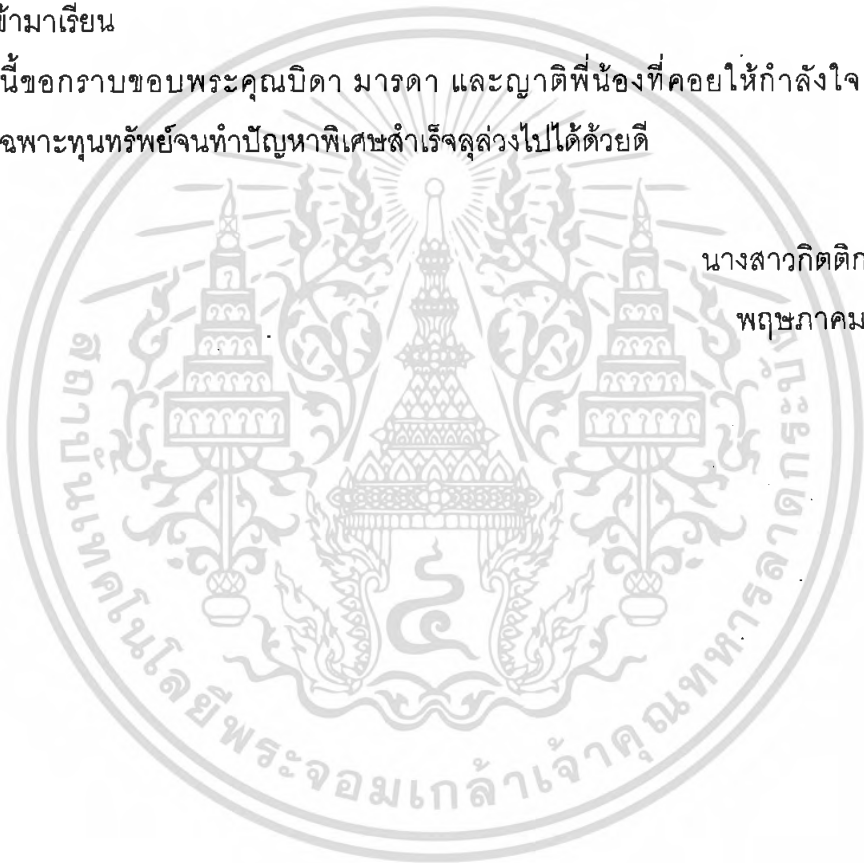 ข้ามาเรียน
นี้ขอกราบขอบพระคุณบิดา มารดา และญาติพี่น้องที่คอยให้กำลังใจ
ฉพาะทุนทรัพย์จนทำปัญหาพิเศษสำเร็จลุล่วงไปได้ด้วยดี
นางสาวกิตติก
พฤษภาคม
สถาบันเทคโนโลยีพระจอมเกล้าเจ้าคุณทหารลาดกระบัง
๔